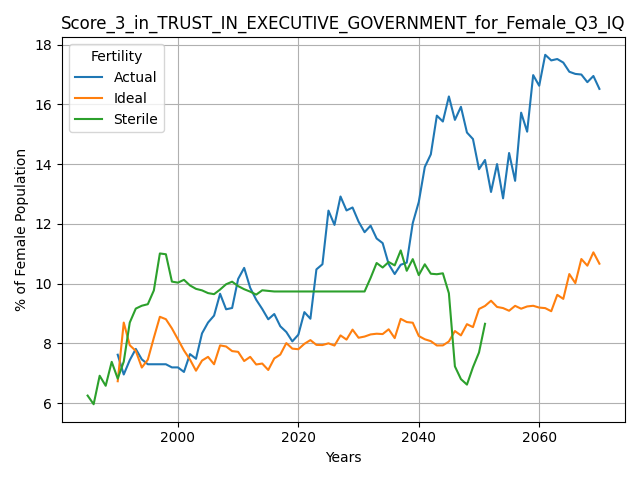 Score_3_in_TRUST_IN_EXECUTIVE_GOVERNMENT_for_Female_Q3_IQ
Fertility
Actual
Ideal
Sterile
% of Female Population
18
16
14
12
10
8
6
2000 2020 2040 2060
Years